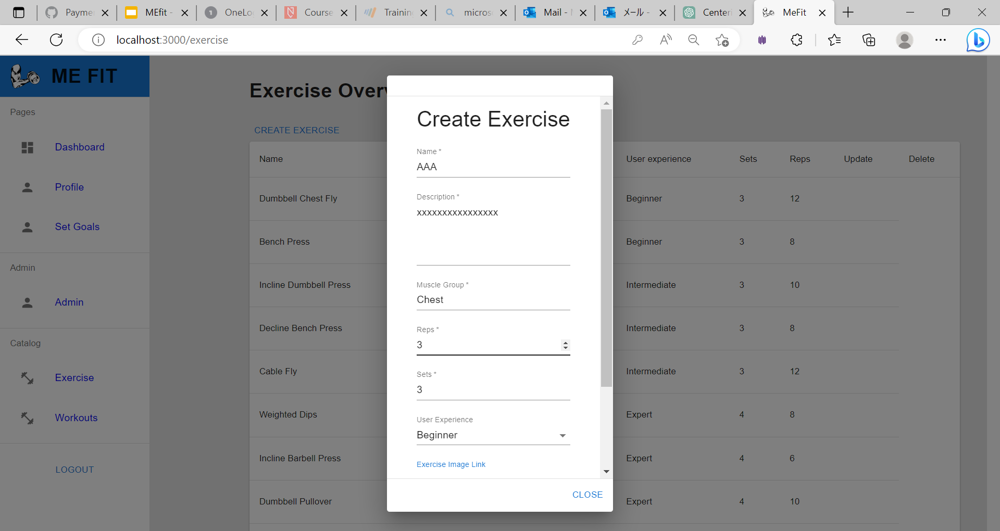 Payme
MEfit -
1
OneLo
Course
Training
micros
Mail -
メール -
Center
MeFit
localhost:3000/exercise
ME FIT
Pages
Dashboard
Profile
Set Goals
Admin
Admin
Catalog
Exercise
Workouts
LOGOUT
Exercise Over
CREATE EXERCISE
Name User experience Sets Reps Update Delete
Dumbbell Chest Fly Beginner 3 12
Bench Press Beginner 3 8
Incline Dumbbell Press Intermediate 3 10
Decline Bench Press Intermediate 3 8
Cable Fly Intermediate 3 12
Weighted Dips Expert 4 8
Incline Barbell Press Expert 4 6
Dumbbell Pullover Expert 4 10
Create Exercise
Name *
AAA
Description *
xxxxxxxxxxxxxxxx
Muscle Group *
Chest
Reps *
3
Sets *
3
User Experience
Beginner
Exercise Image Link
CLOSE